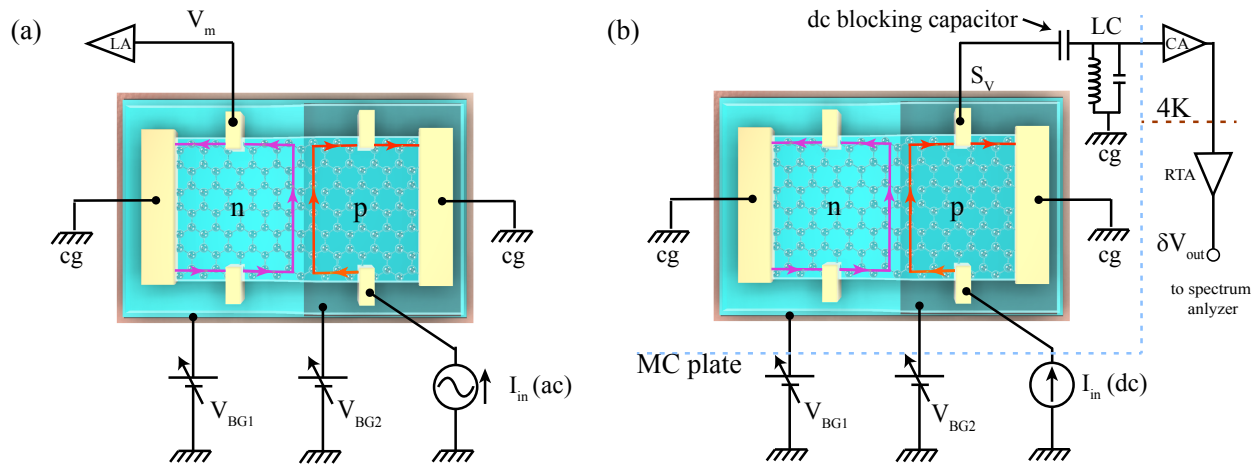 (a)
LA
V_m
n
p
cg
cg
V_BG1
V_BG2
I_in (ac)
(b)
dc blocking capacitor
LC
CA
S_V
4K
cg
n
p
RTA
cg
cg
δV_out
to spectrum
anlyzer
MC plate
V_BG1
V_BG2
I_in (dc)